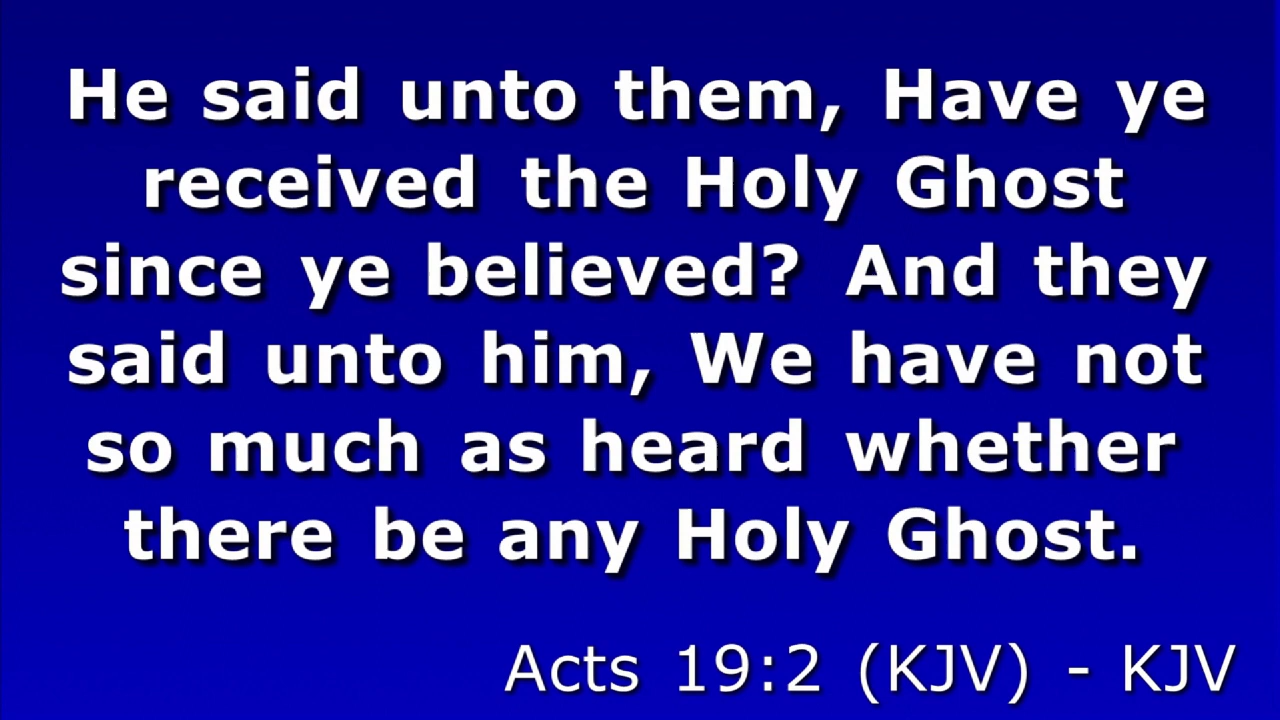 He said unto them, Have ye
received the Holy Ghost
since ye believed? And they
said unto him, We have not
so much as heard whether
there be any Holy Ghost.
Acts 19:2 (KJV) - KJV